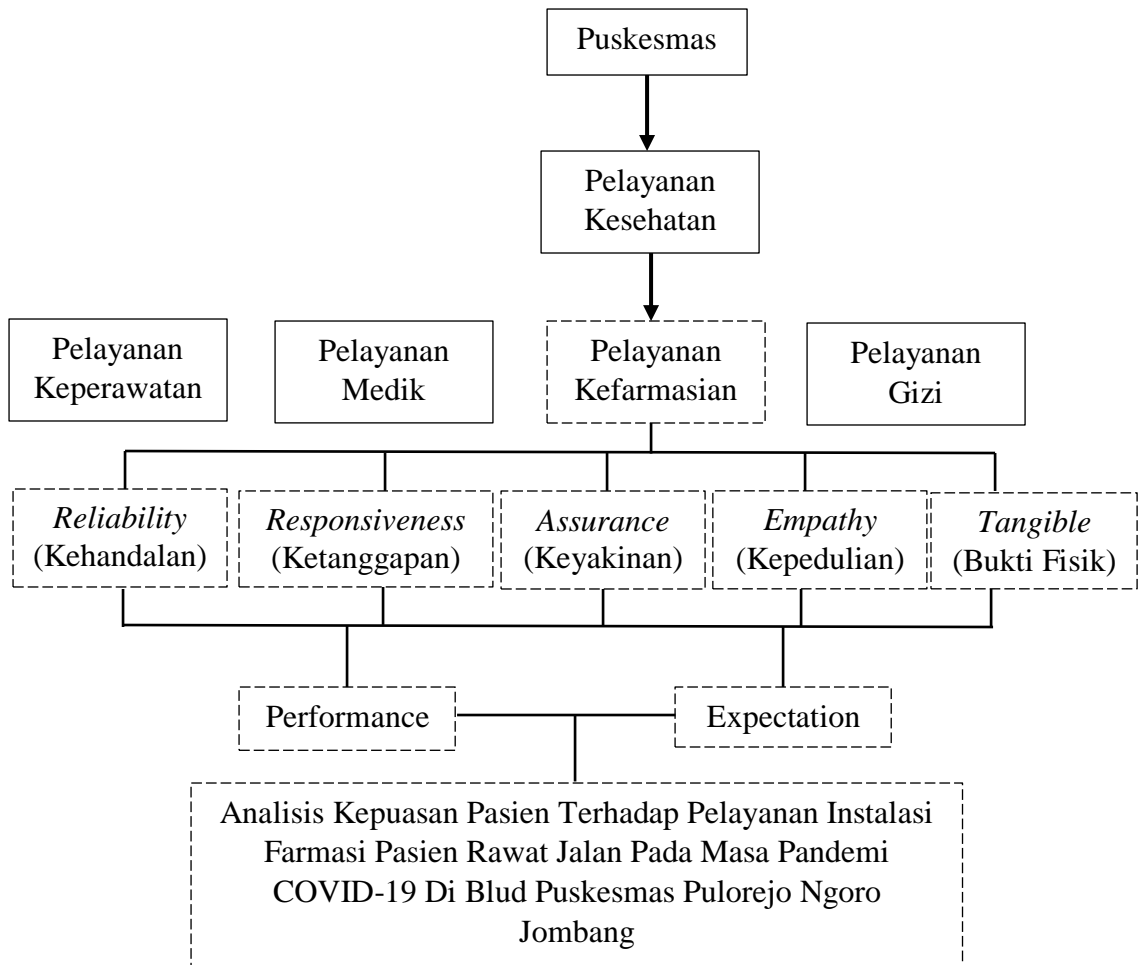 Puskesmas
Pelayanan
Kesehatan
Pelayanan
Keperawatan
Pelayanan
Medik
Pelayanan
Kefarmasian
Pelayanan
Gizi
Reliability
(Kehandalan)
Responsiveness
(Ketanggapan)
Assurance
(Keyakinan)
Empathy
(Kepedulian)
Tangible
(Bukti Fisik)
Performance
Expectation
Analisis Kepuasan Pasien Terhadap Pelayanan Instalasi
Farmasi Pasien Rawat Jalan Pada Masa Pandemi
COVID-19 Di Blud Puskesmas Pulorejo Ngoro
Jombang